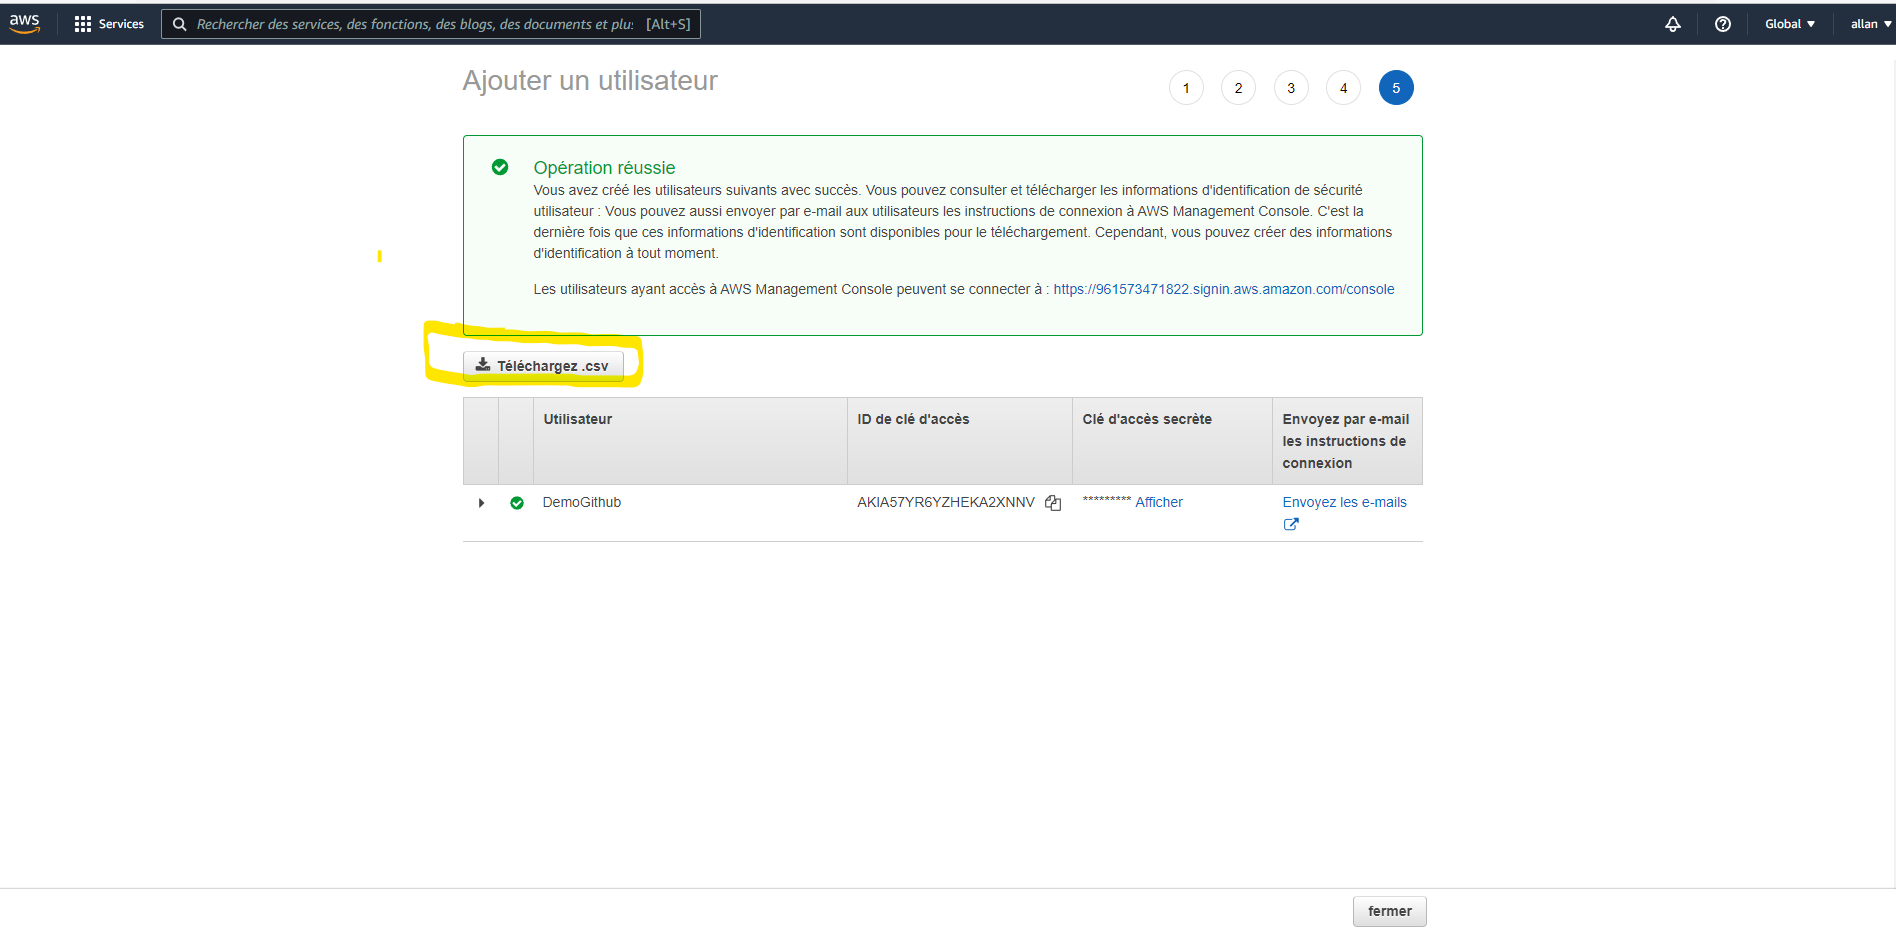 aws Services Rechercher des services, des fonctions, des blogs, des documents et plu: [Alt+S] Global allan
Ajouter un utilisateur
1 2 3 4 5
Opération réussie
Vous avez créé les utilisateurs suivants avec succès. Vous pouvez consulter et télécharger les informations d'identification de sécurité
utilisateur : Vous pouvez aussi envoyer par e-mail aux utilisateurs les instructions de connexion à AWS Management Console. C'est la
dernière fois que ces informations d'identification sont disponibles pour le téléchargement. Cependant, vous pouvez créer des informations
d'identification à tout moment.
Les utilisateurs ayant accès à AWS Management Console peuvent se connecter à : https://961573471822.signin.aws.amazon.com/console
Téléchargez .csv
Utilisateur
ID de clé d'accès
Clé d'accès secrète
Envoyez par e-mail
les instructions de
connexion
DemoGithub
AKIA57YR6YZHEKA2XNNV
********* Afficher
Envoyez les e-mails
fermer